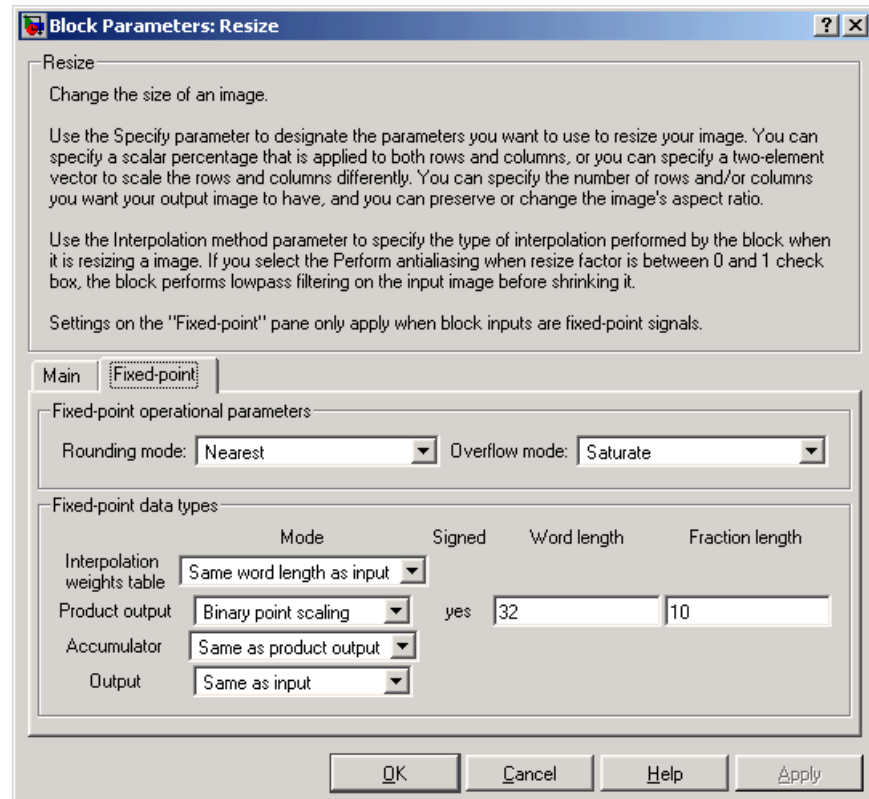 Block Parameters: Resize
Resize
Change the size of an image.
Use the Specify parameter to designate the parameters you want to use to resize your image. You can
specify a scalar percentage that is applied to both rows and columns, or you can specify a two-element
vector to scale the rows and columns differently. You can specify the number of rows and/or columns
you want your output image to have, and you can preserve or change the image's aspect ratio.
Use the Interpolation method parameter to specify the type of interpolation performed by the block when
it is resizing a image. If you select the Perform antialiasing when resize factor is between 0 and 1 check
box, the block performs lowpass filtering on the input image before shrinking it.
Settings on the "Fixed-point" pane only apply when block inputs are fixed-point signals.
Main Fixed-point
Fixed-point operational parameters
Rounding mode: Nearest Overflow mode: Saturate
Fixed-point data types
Mode Signed Word length Fraction length
Interpolation
weights table Same word length as input
Product output Binary point scaling yes 32 10
Accumulator Same as product output
Output Same as input
OK Cancel Help Apply